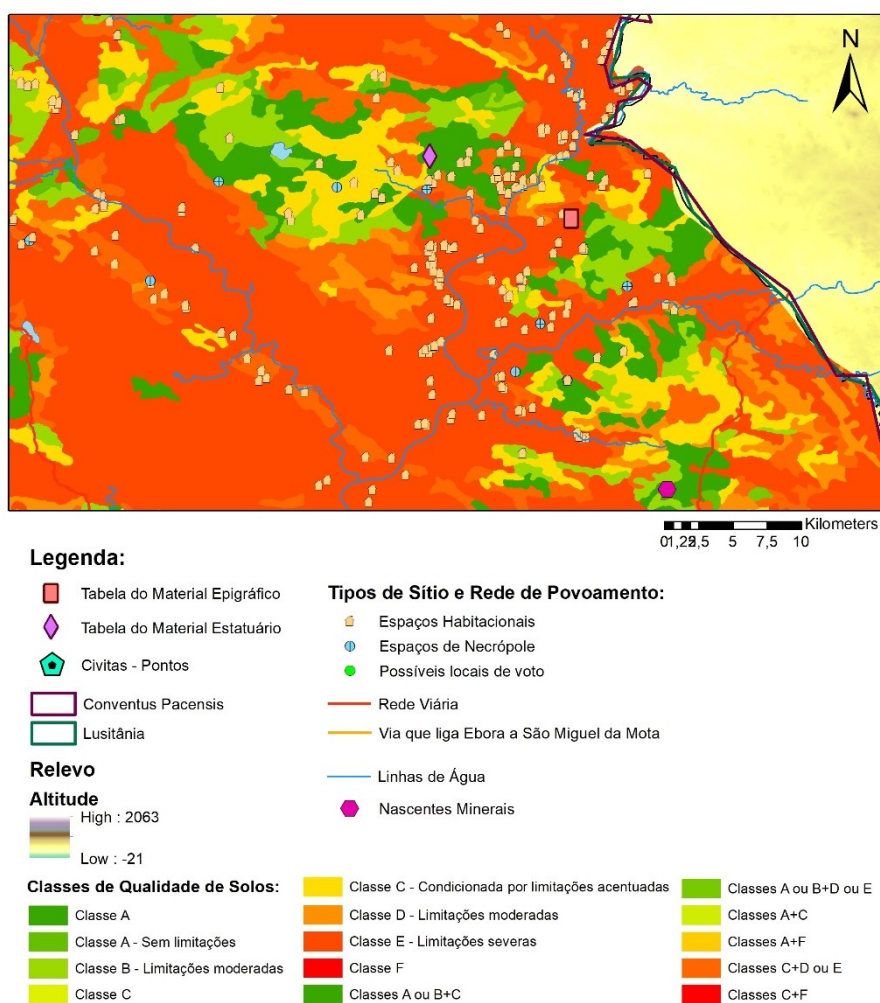 N
Kilometers
0 1,25 2,5 5 7,5 10
Legenda:
Tabela do Material Epigráfico
Tabela do Material Estatuário
Civitas - Pontos
Conventus Pacensis
Lusitânia
Relevo
Altitude
High : 2063
Low : -21
Tipos de Sítio e Rede de Povoamento:
Espaços Habitacionais
Espaços de Necrópole
Possíveis locais de voto
Rede Viária
Via que liga Ebora a São Miguel da Mota
Linhas de Água
Nascentes Minerais
Classes de Qualidade de Solos:
Classe A
Classe A - Sem limitações
Classe B - Limitações moderadas
Classe C
Classe C - Condicionada por limitações acentuadas
Classe D - Limitações moderadas
Classe E - Limitações severas
Classe F
Classes A ou B+C
Classes A ou B+D ou E
Classes A+C
Classes A+F
Classes C+D ou E
Classes C+F